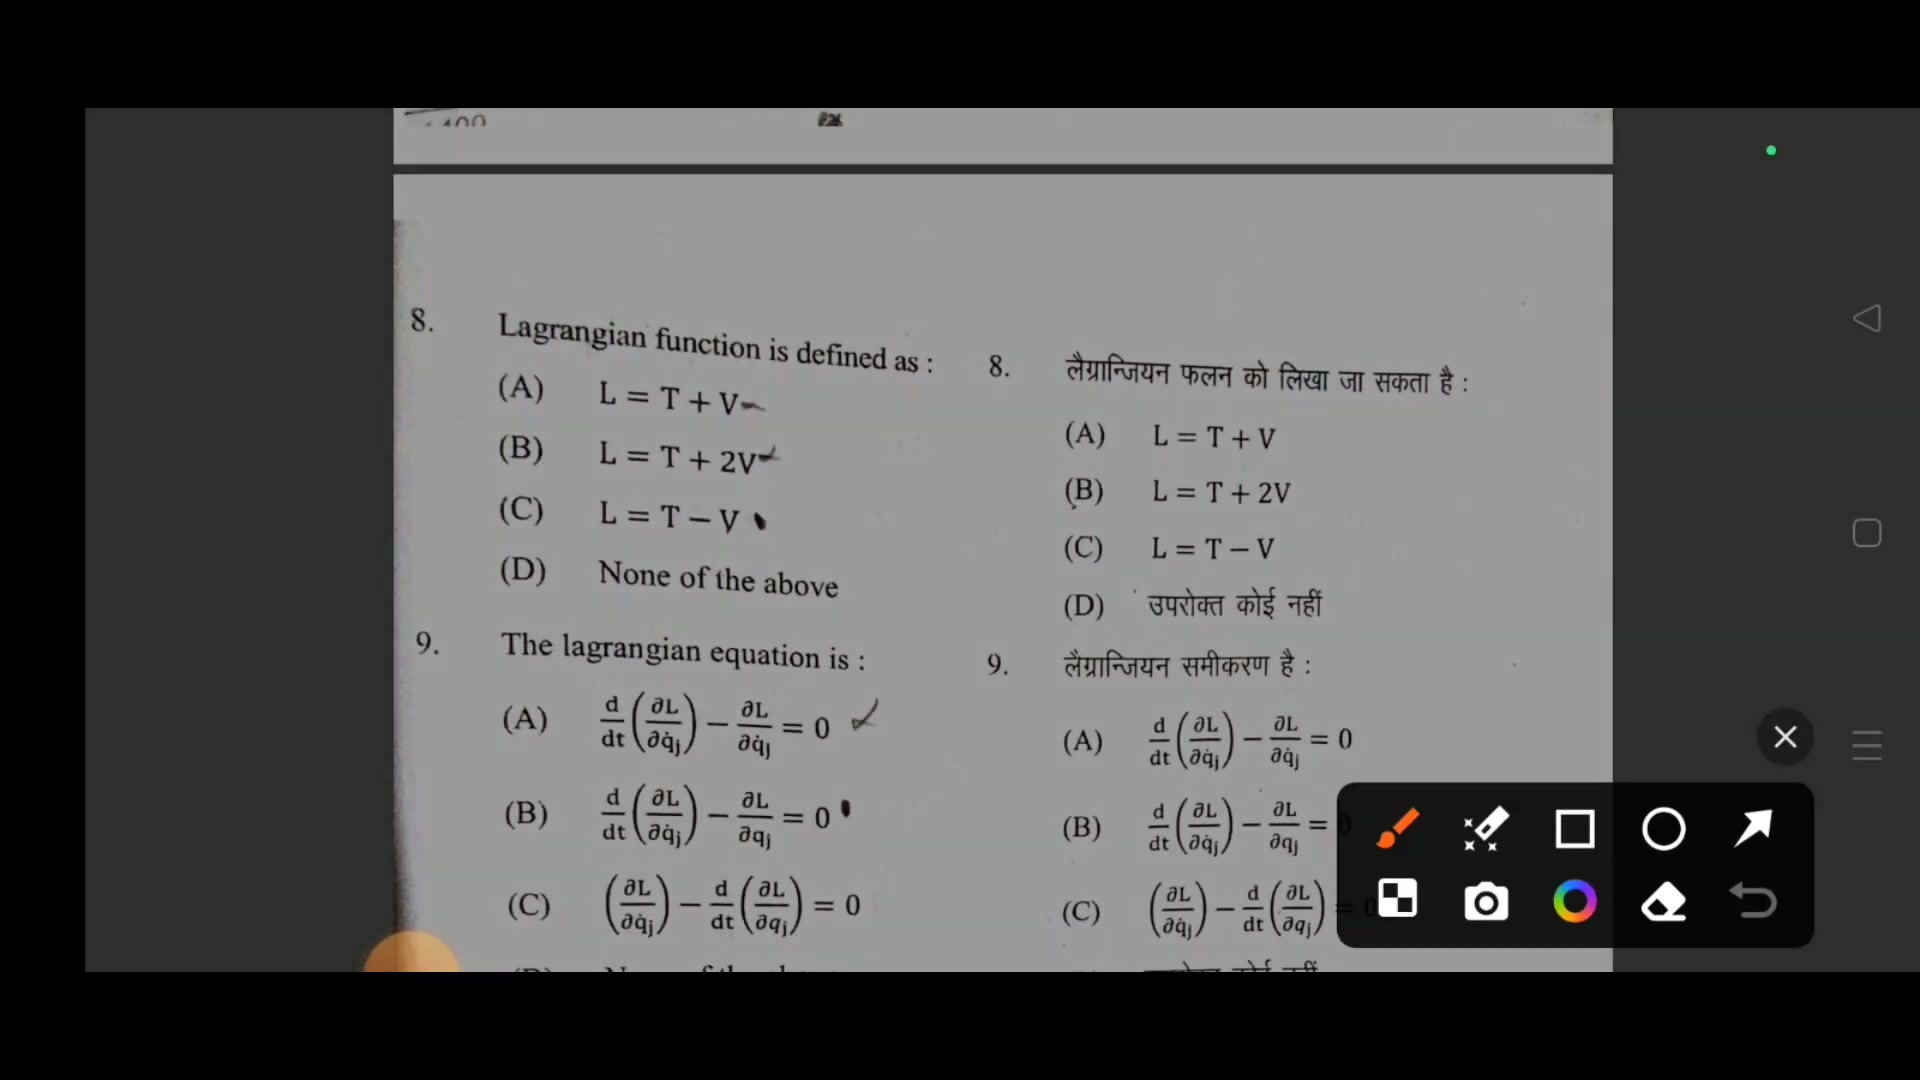 8. Lagrangian function is defined as :
(A) L = T + V
(B) L = T + 2V
(C) L = T − V
(D) None of the above
9. The lagrangian equation is :
(A) d/dt (∂L/∂q̇j) − ∂L/∂q̇j = 0
(B) d/dt (∂L/∂q̇j) − ∂L/∂qj = 0
(C) (∂L/∂q̇j) − d/dt (∂L/∂qj) = 0
8. लैग्रान्जियन फलन को लिखा जा सकता है :
(A) L = T + V
(B) L = T + 2V
(C) L = T − V
(D) उपरोक्त कोई नहीं
9. लैग्रान्जियन समीकरण है :
(A) d/dt (∂L/∂q̇j) − ∂L/∂q̇j = 0
(B) d/dt (∂L/∂q̇j) − ∂L/∂qj =
(C) (∂L/∂q̇j) − d/dt (∂L/∂qj) =